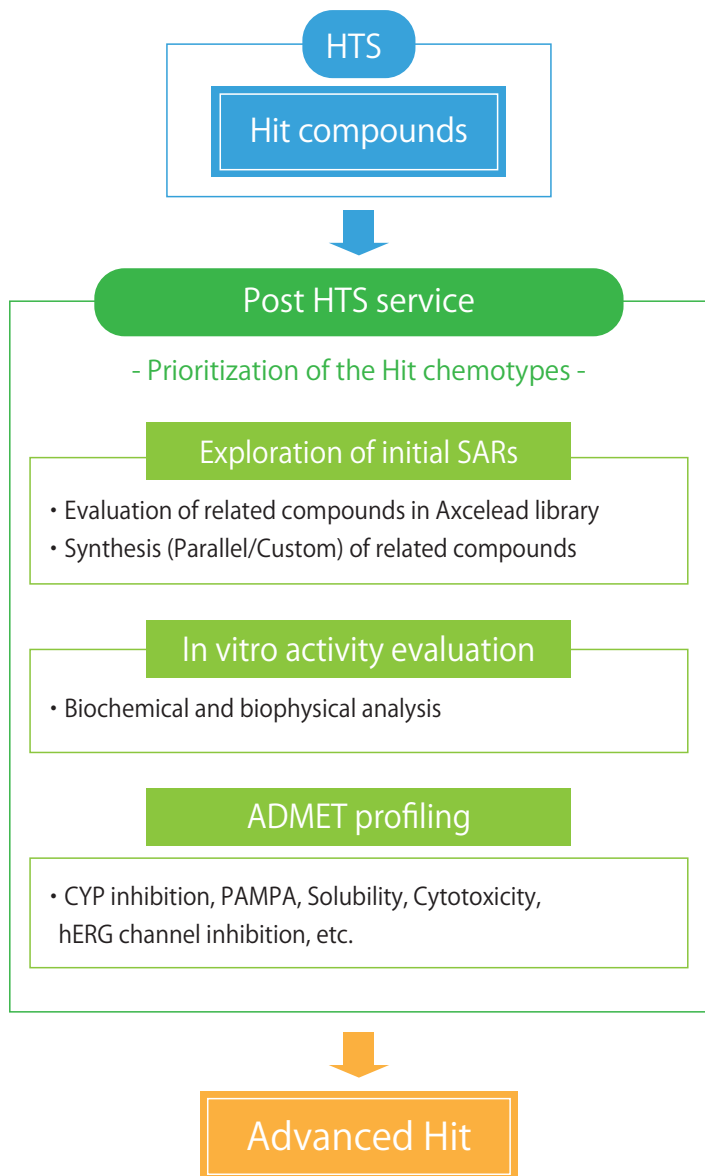 HTS
Hit compounds
Post HTS service
- Prioritization of the Hit chemotypes -
Exploration of initial SARs
・Evaluation of related compounds in Axcelead library
・Synthesis (Parallel/Custom) of related compounds
In vitro activity evaluation
・Biochemical and biophysical analysis
ADMET profiling
・CYP inhibition, PAMPA, Solubility, Cytotoxicity,
hERG channel inhibition, etc.
Advanced Hit